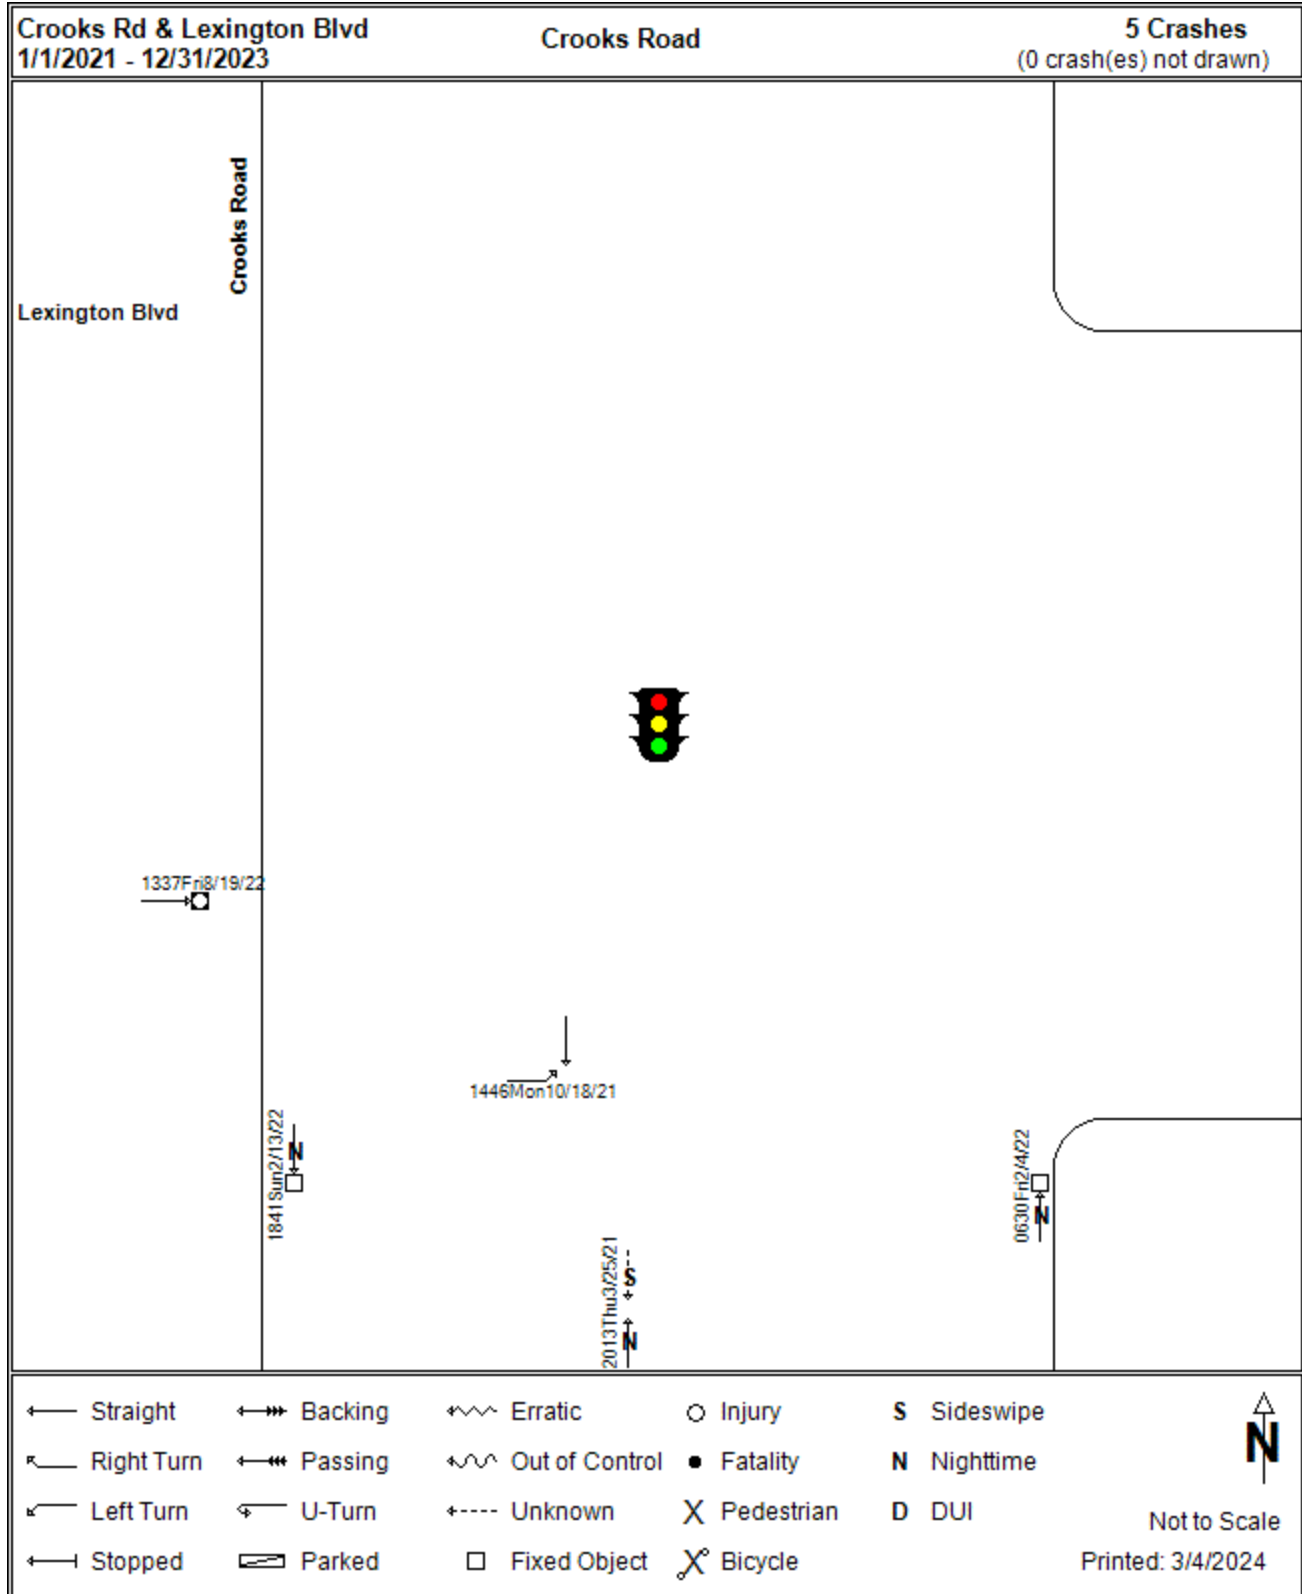 Crooks Rd & Lexington Blvd
1/1/2021 - 12/31/2023
Crooks Road
5 Crashes
(0 crash(es) not drawn)
Crooks Road
Lexington Blvd
1337Fri8/19/22
1446Mon10/18/21
1841Sun2/13/22
N
0630Fri2/4/22
N
2013Thu3/25/21
S
N
Straight
Backing
Erratic
Injury
S Sideswipe
Right Turn
Passing
Out of Control
Fatality
N Nighttime
Left Turn
U-Turn
Unknown
Pedestrian
D DUI
Stopped
Parked
Fixed Object
Bicycle
N
Not to Scale
Printed: 3/4/2024